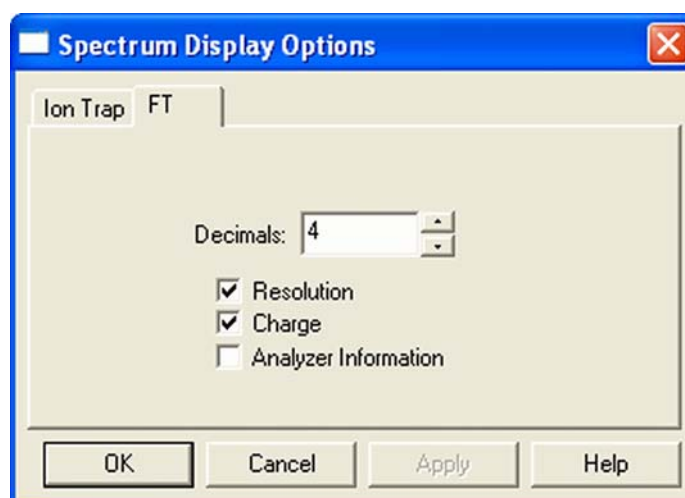 Spectrum Display Options
Ion Trap FT
Decimals: 4
Resolution
Charge
Analyzer Information
OK Cancel Apply Help